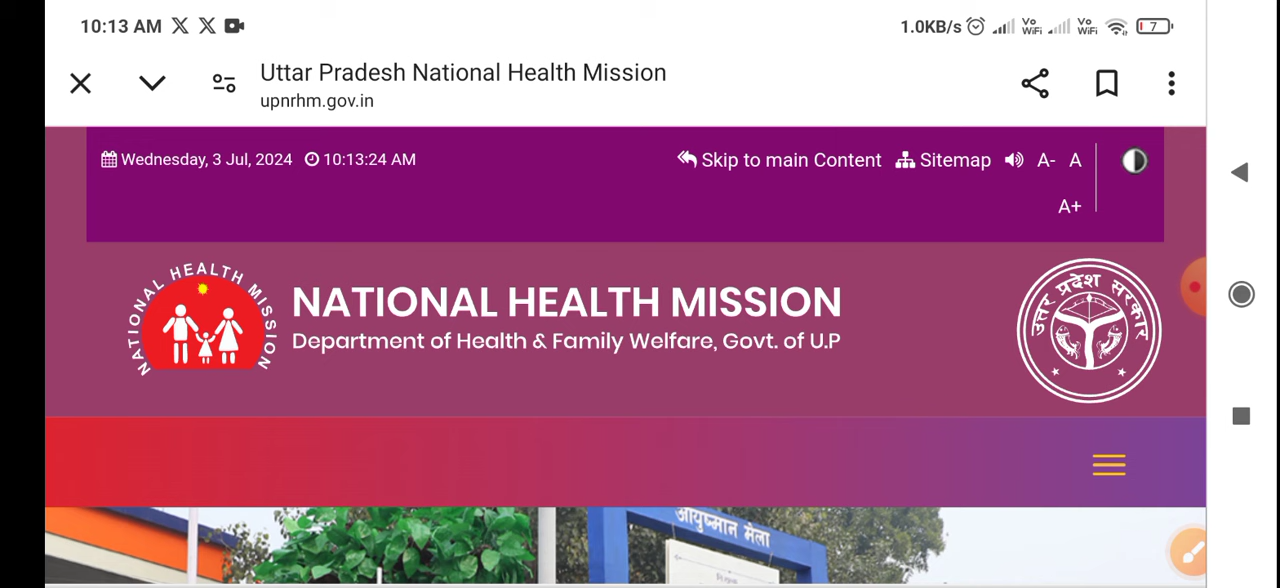 10:13 AM
1.0KB/s Vo WiFi Vo WiFi 7
Uttar Pradesh National Health Mission
upnrhm.gov.in
Wednesday, 3 Jul, 2024 10:13:24 AM
Skip to main Content Sitemap A- A
A+
NATIONAL HEALTH MISSION
NATIONAL HEALTH MISSION
Department of Health & Family Welfare, Govt. of U.P
उत्तर प्रदेश सरकार
आयुष्मान मेला